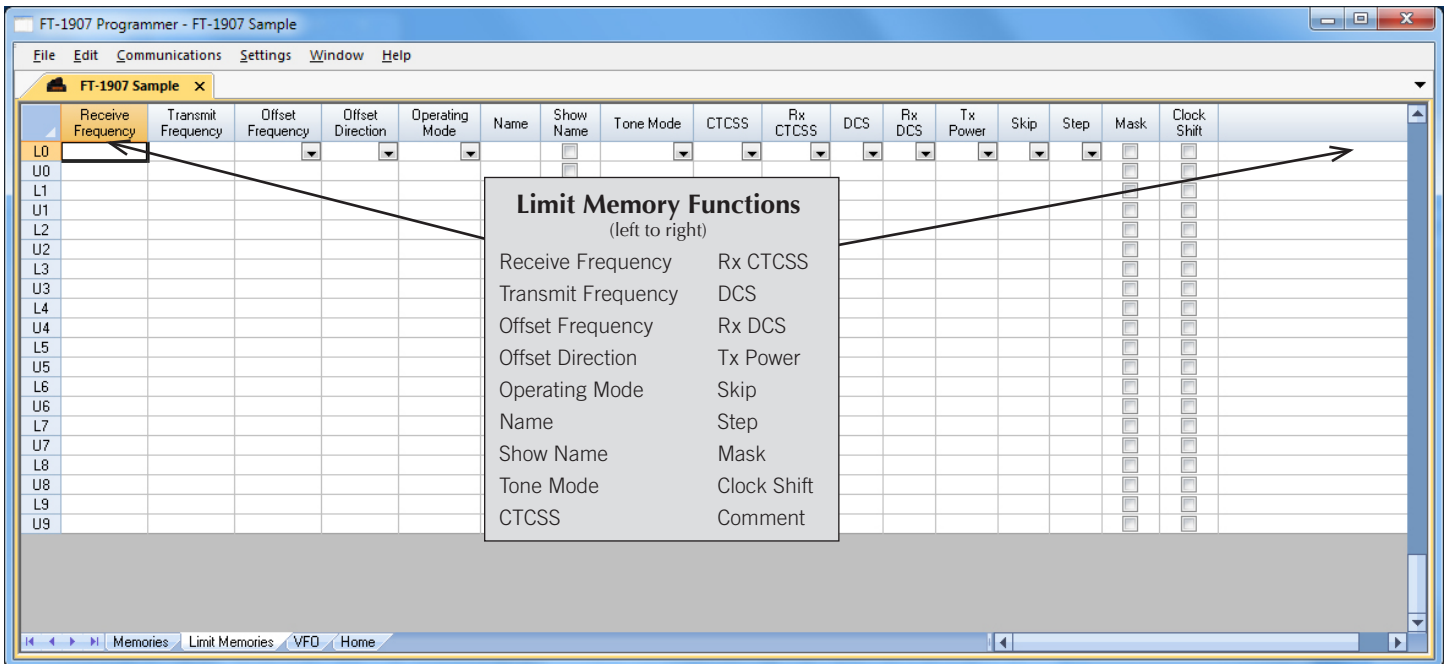 FT-1907 Programmer - FT-1907 Sample
File Edit Communications Settings Window Help
FT-1907 Sample X
Receive Frequency Transmit Frequency Offset Frequency Offset Direction Operating Mode Name Show Name Tone Mode CTCSS Rx CTCSS DCS Rx DCS Tx Power Skip Step Mask Clock Shift
L0
U0
L1
U1
L2
U2
L3
U3
L4
U4
L5
U5
L6
U6
L7
U7
L8
U8
L9
U9
Limit Memory Functions
(left to right)
Receive Frequency Rx CTCSS
Transmit Frequency DCS
Offset Frequency Rx DCS
Offset Direction Tx Power
Operating Mode Skip
Name Step
Show Name Mask
Tone Mode Clock Shift
CTCSS Comment
Memories Limit Memories VFO Home